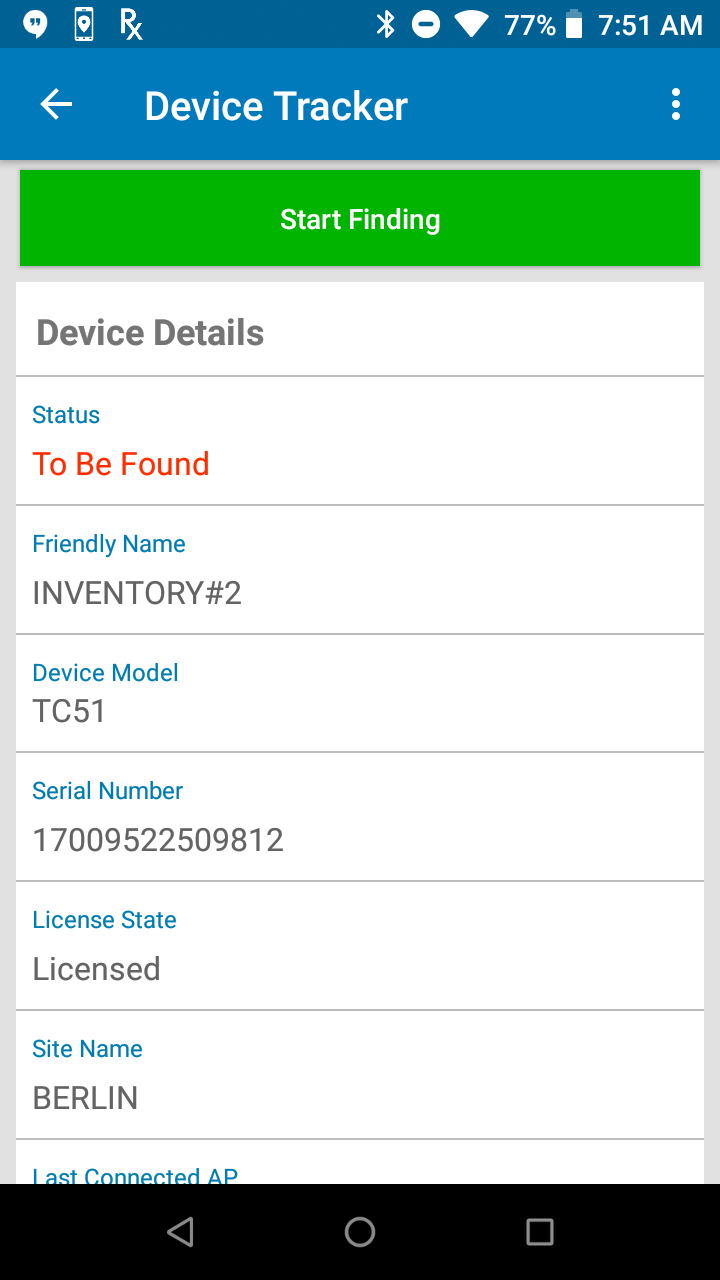 77% 7:51 AM
Device Tracker
Start Finding
Device Details
Status
To Be Found
Friendly Name
INVENTORY#2
Device Model
TC51
Serial Number
17009522509812
License State
Licensed
Site Name
BERLIN
Last Connected AP